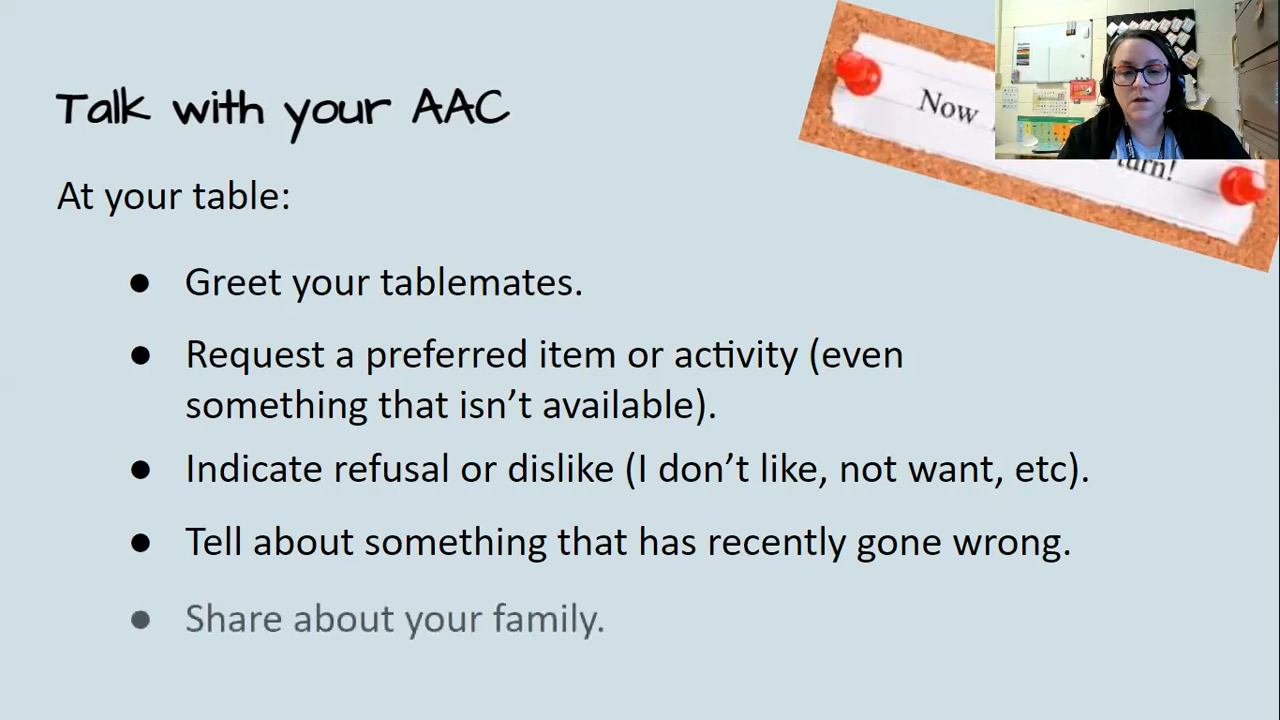 Talk with your AAC
Now
turn!
At your table:
● Greet your tablemates.
● Request a preferred item or activity (even
something that isn’t available).
● Indicate refusal or dislike (I don’t like, not want, etc).
● Tell about something that has recently gone wrong.
● Share about your family.